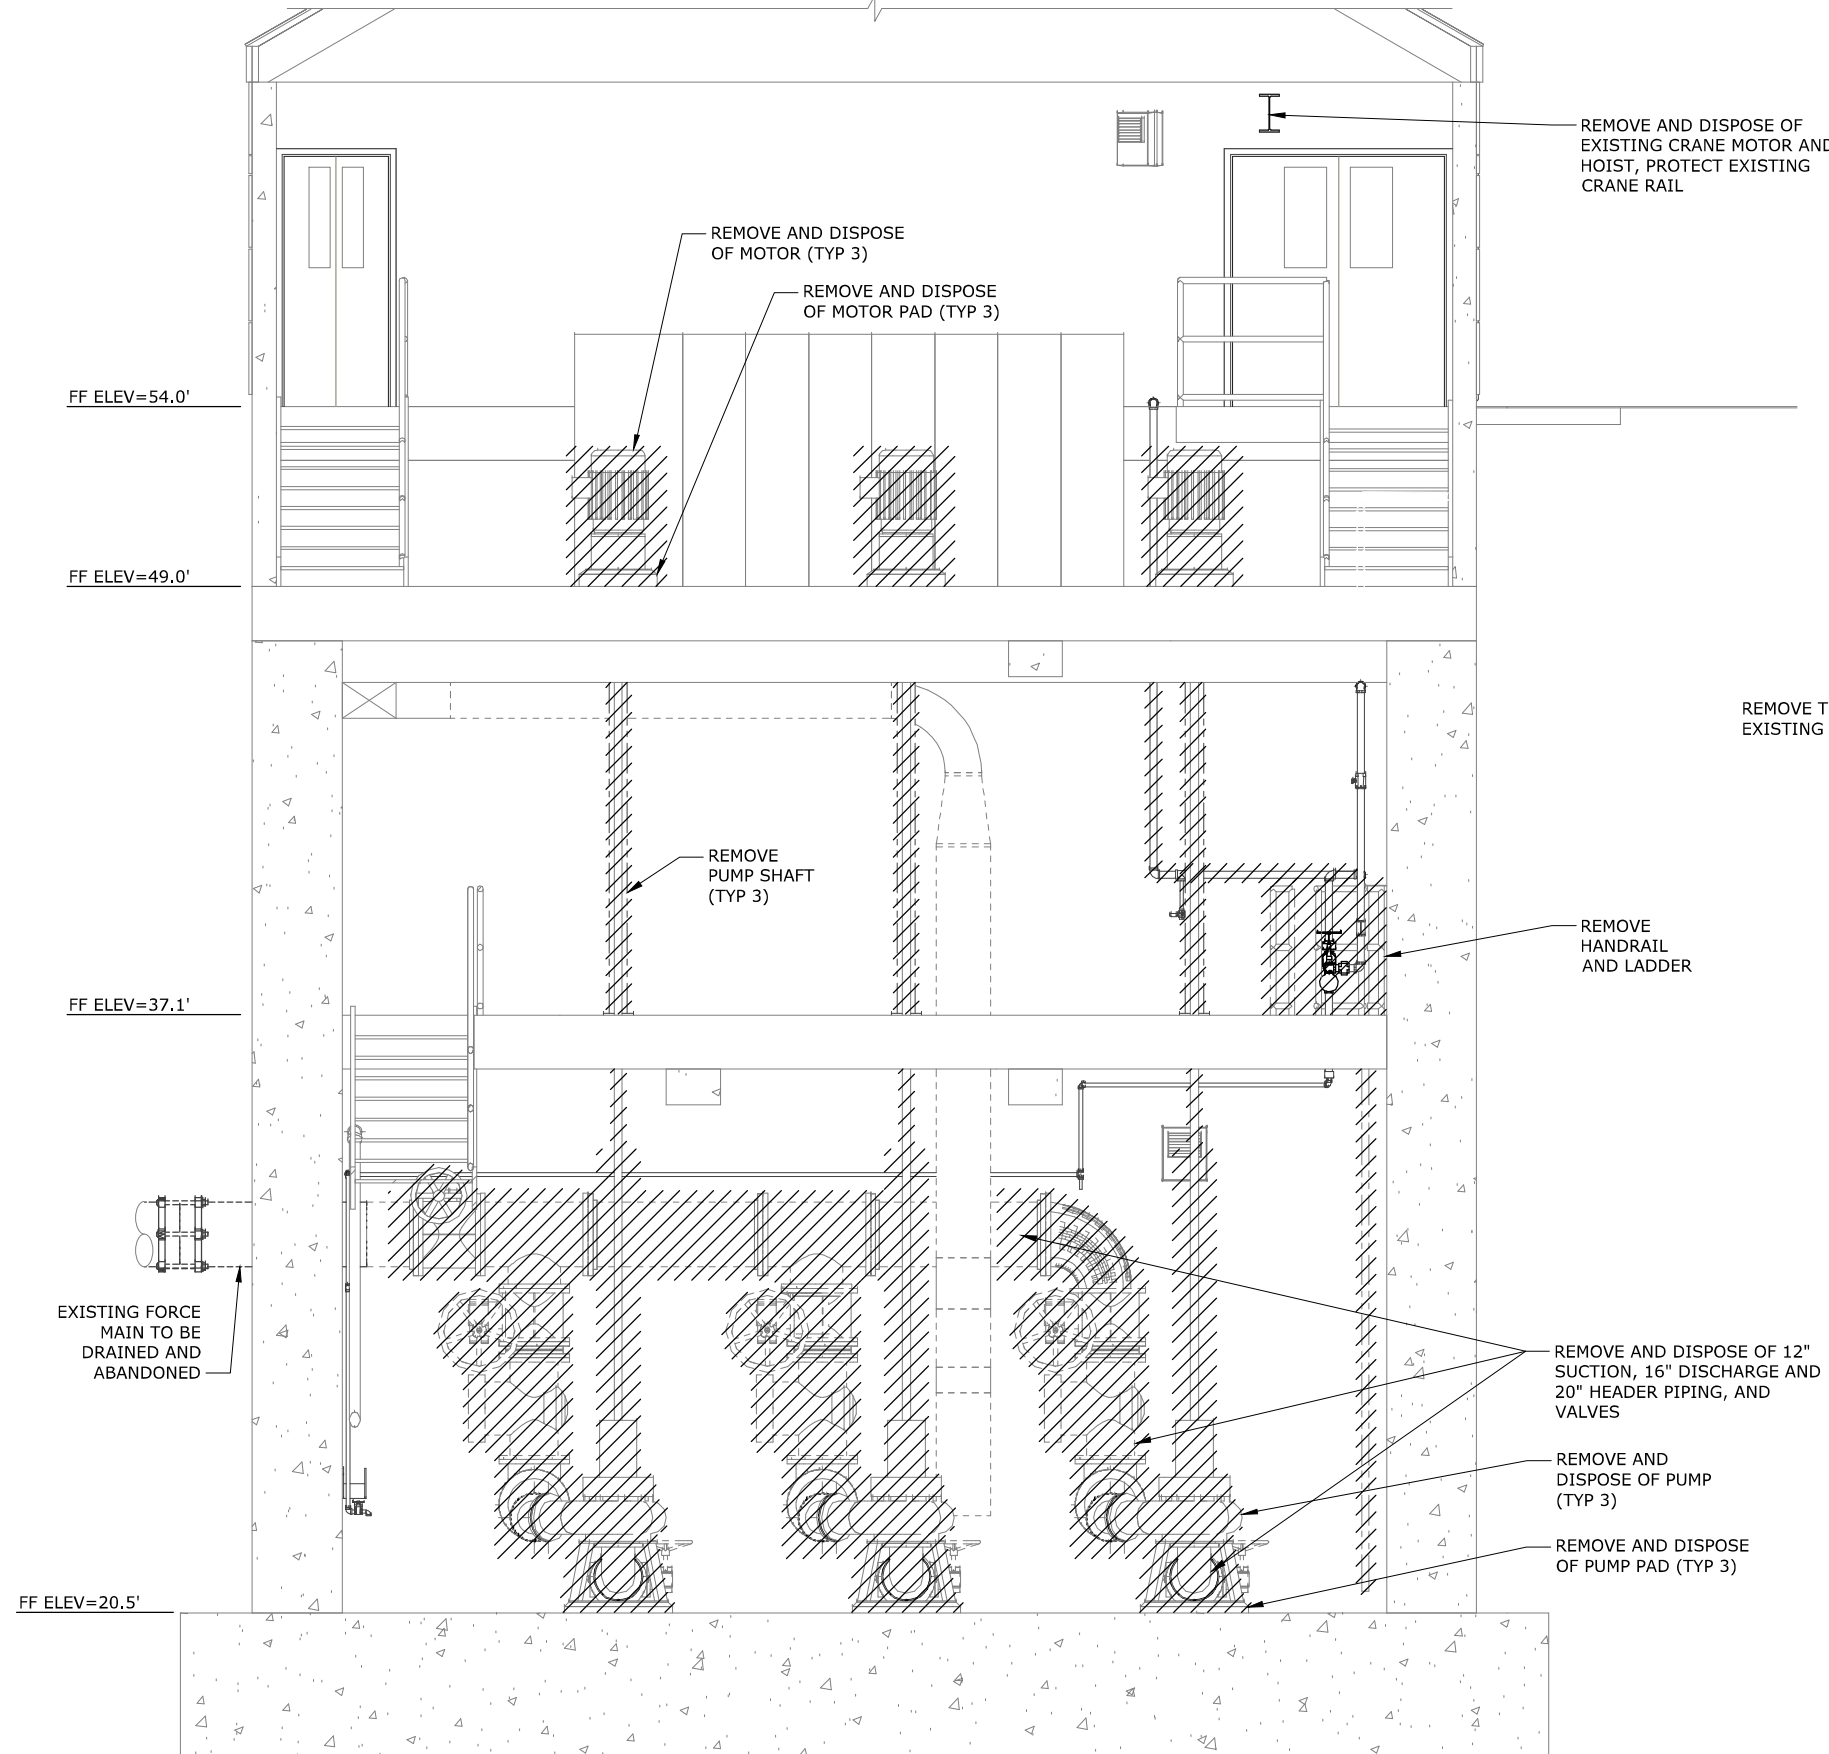 REMOVE AND DISPOSE OF
EXISTING CRANE MOTOR AND
HOIST, PROTECT EXISTING
CRANE RAIL
REMOVE AND DISPOSE
OF MOTOR (TYP 3)
REMOVE AND DISPOSE
OF MOTOR PAD (TYP 3)
FF ELEV=54.0'
FF ELEV=49.0'
REMOVE
EXISTING
REMOVE
PUMP SHAFT
(TYP 3)
REMOVE
HANDRAIL
AND LADDER
FF ELEV=37.1'
EXISTING FORCE
MAIN TO BE
DRAINED AND
ABANDONED
REMOVE AND DISPOSE OF 12"
SUCTION, 16" DISCHARGE AND
20" HEADER PIPING, AND
VALVES
REMOVE AND
DISPOSE OF PUMP
(TYP 3)
REMOVE AND DISPOSE
OF PUMP PAD (TYP 3)
FF ELEV=20.5'